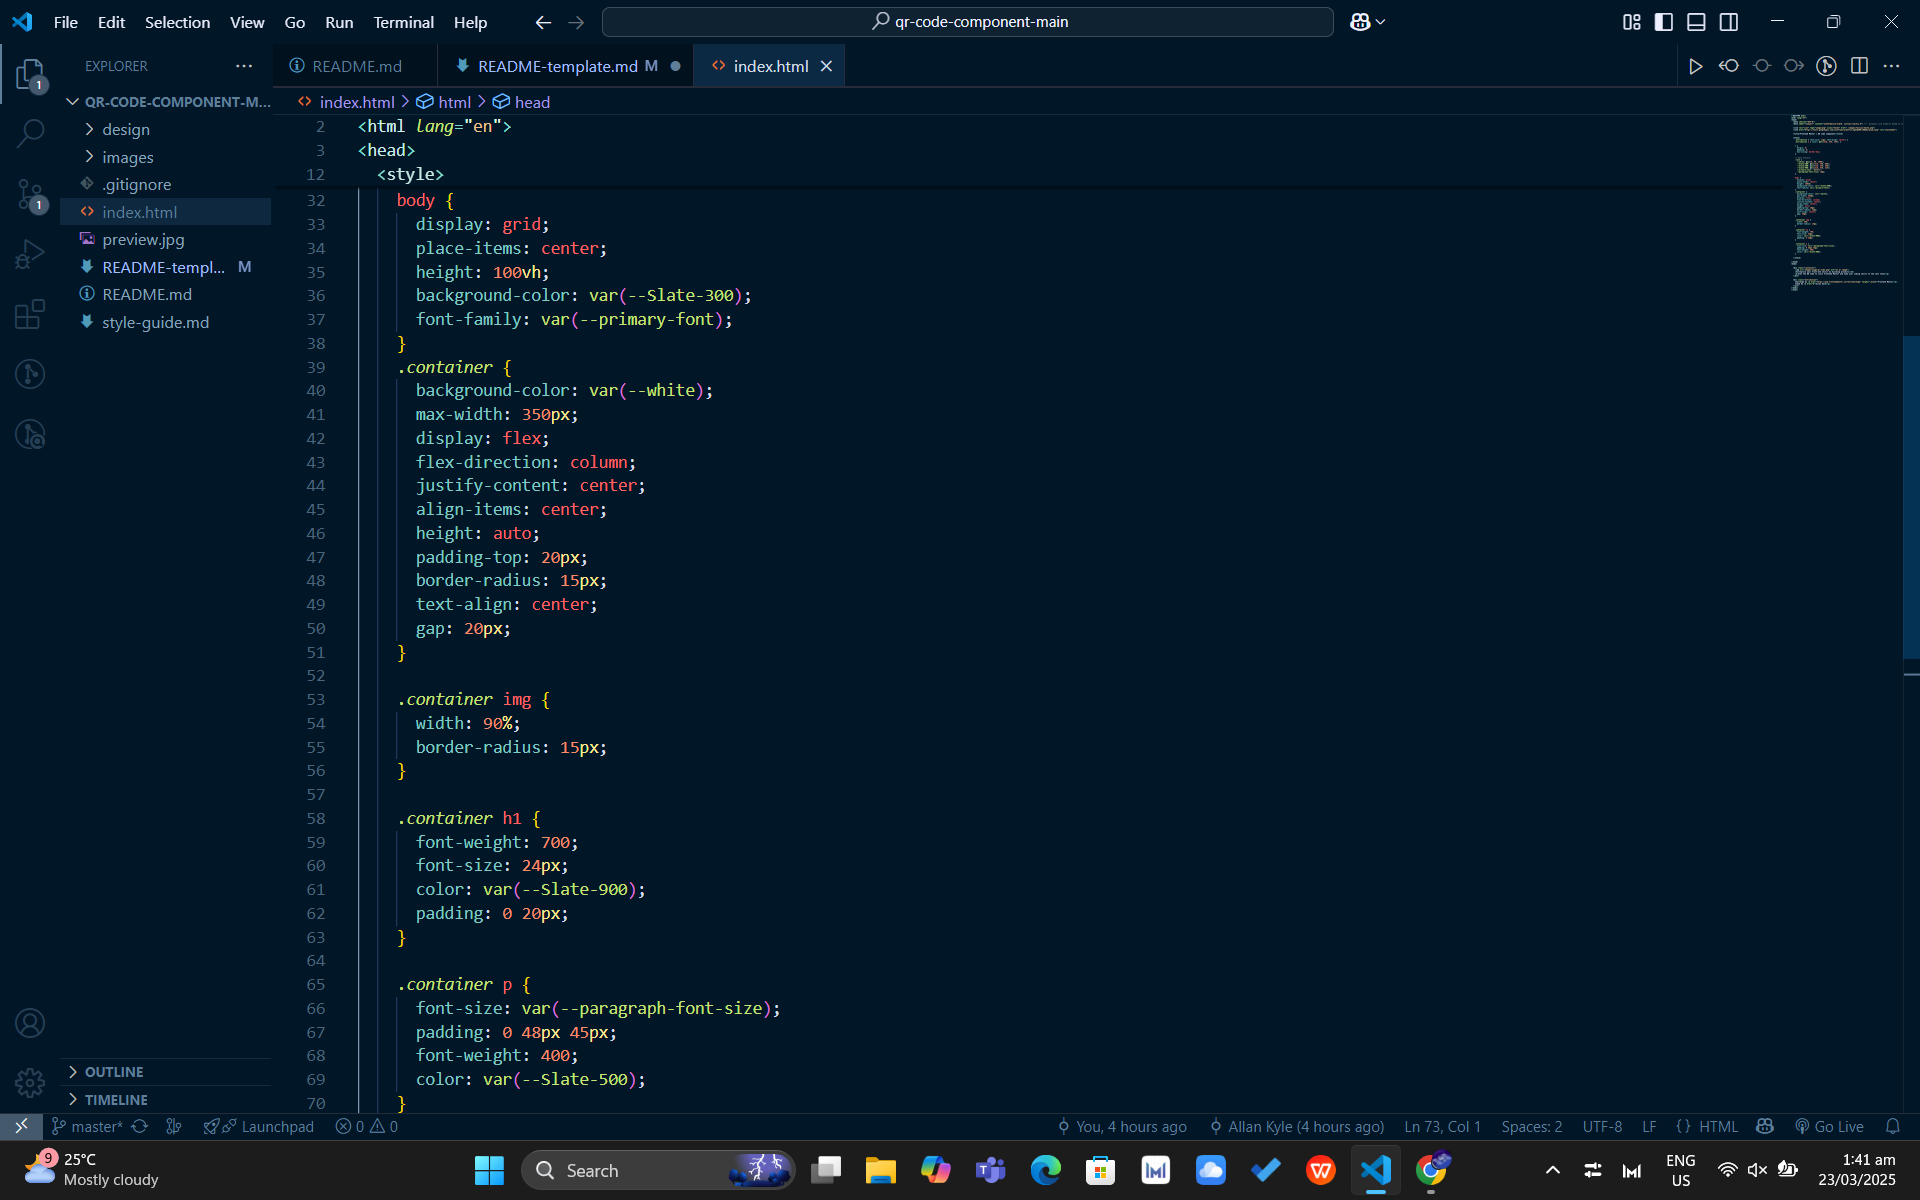 File Edit Selection View Go Run Terminal Help
qr-code-component-main
EXPLORER
README.md
README-template.md M
index.html
QR-CODE-COMPONENT-M...
index.html > html > head
design
images
.gitignore
index.html
preview.jpg
README-templ... M
README.md
style-guide.md
OUTLINE
TIMELINE
2 <html lang="en">
3 <head>
12 <style>
32 body {
33 display: grid;
34 place-items: center;
35 height: 100vh;
36 background-color: var(--Slate-300);
37 font-family: var(--primary-font);
38 }
39 .container {
40 background-color: var(--white);
41 max-width: 350px;
42 display: flex;
43 flex-direction: column;
44 justify-content: center;
45 align-items: center;
46 height: auto;
47 padding-top: 20px;
48 border-radius: 15px;
49 text-align: center;
50 gap: 20px;
51 }
52
53 .container img {
54 width: 90%;
55 border-radius: 15px;
56 }
57
58 .container h1 {
59 font-weight: 700;
60 font-size: 24px;
61 color: var(--Slate-900);
62 padding: 0 20px;
63 }
64
65 .container p {
66 font-size: var(--paragraph-font-size);
67 padding: 0 48px 45px;
68 font-weight: 400;
69 color: var(--Slate-500);
70 }
1
1
master* Launchpad 0 0 You, 4 hours ago Allan Kyle (4 hours ago) Ln 73, Col 1 Spaces: 2 UTF-8 LF {} HTML Go Live
9
25°C
Mostly cloudy
Search
ENG
US
1:41 am
23/03/2025